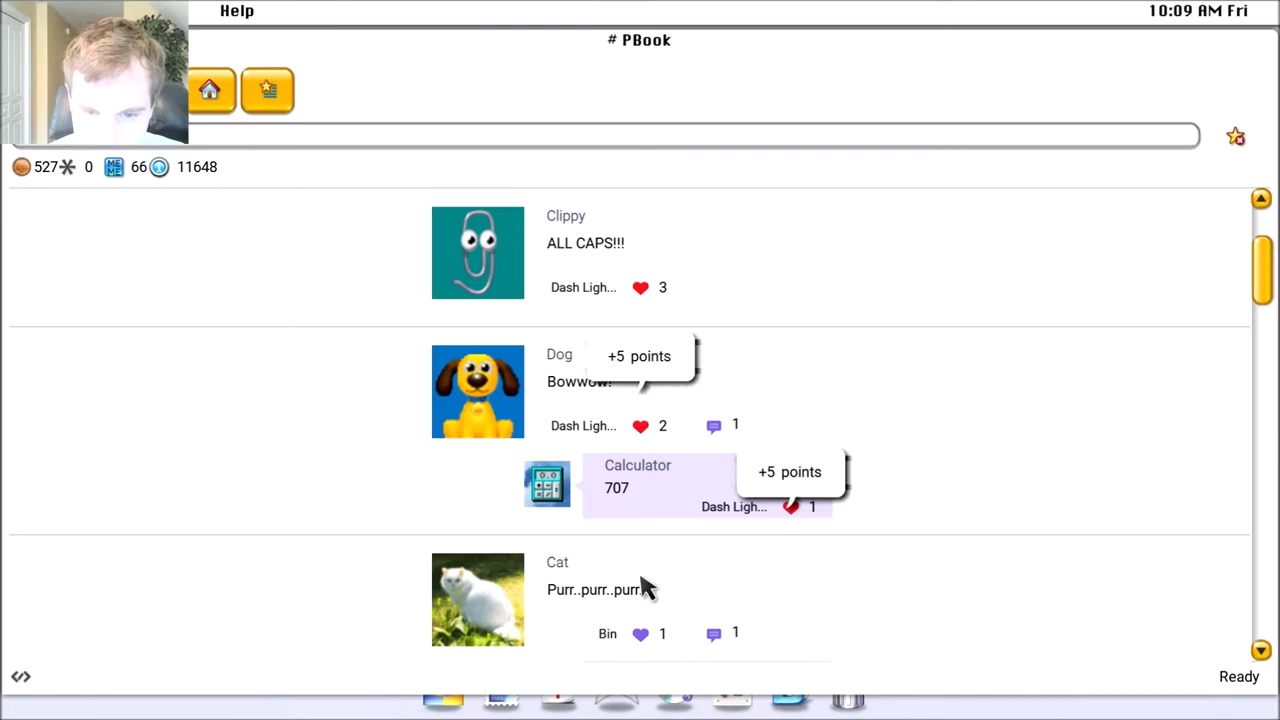 Help
10:09 AM Fri
# PBook
527 0 66 11648
Clippy
ALL CAPS!!!
Dash Ligh... 3
Dog
+5 points
Bowwow!
Dash Ligh... 2 1
Calculator
+5 points
707
Dash Ligh... 1
Cat
Purr..purr..purr.
Bin 1 1
Ready